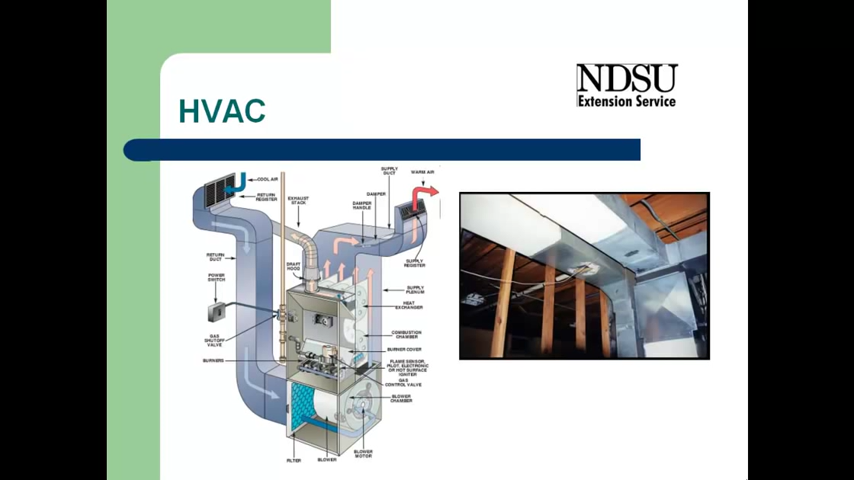 HVAC
NDSU
Extension Service
COOL AIR
RETURN
REGISTER
EXHAUST
STACK
SUPPLY
DUCT
WARM AIR
DAMPER
DAMPER
HANDLE
RETURN
DUCT
DRAFT
HOOD
SUPPLY
REGISTER
POWER
SWITCH
SUPPLY
PLENUM
HEAT
EXCHANGER
GAS
SHUTOFF
VALVE
COMBUSTION
CHAMBER
BURNER COVER
BURNERS
FLAME SENSOR,
PILOT, ELECTRONIC
OR HOT SURFACE
IGNITER
GAS
CONTROL VALVE
BLOWER
CHAMBER
FILTER
BLOWER
BLOWER
MOTOR